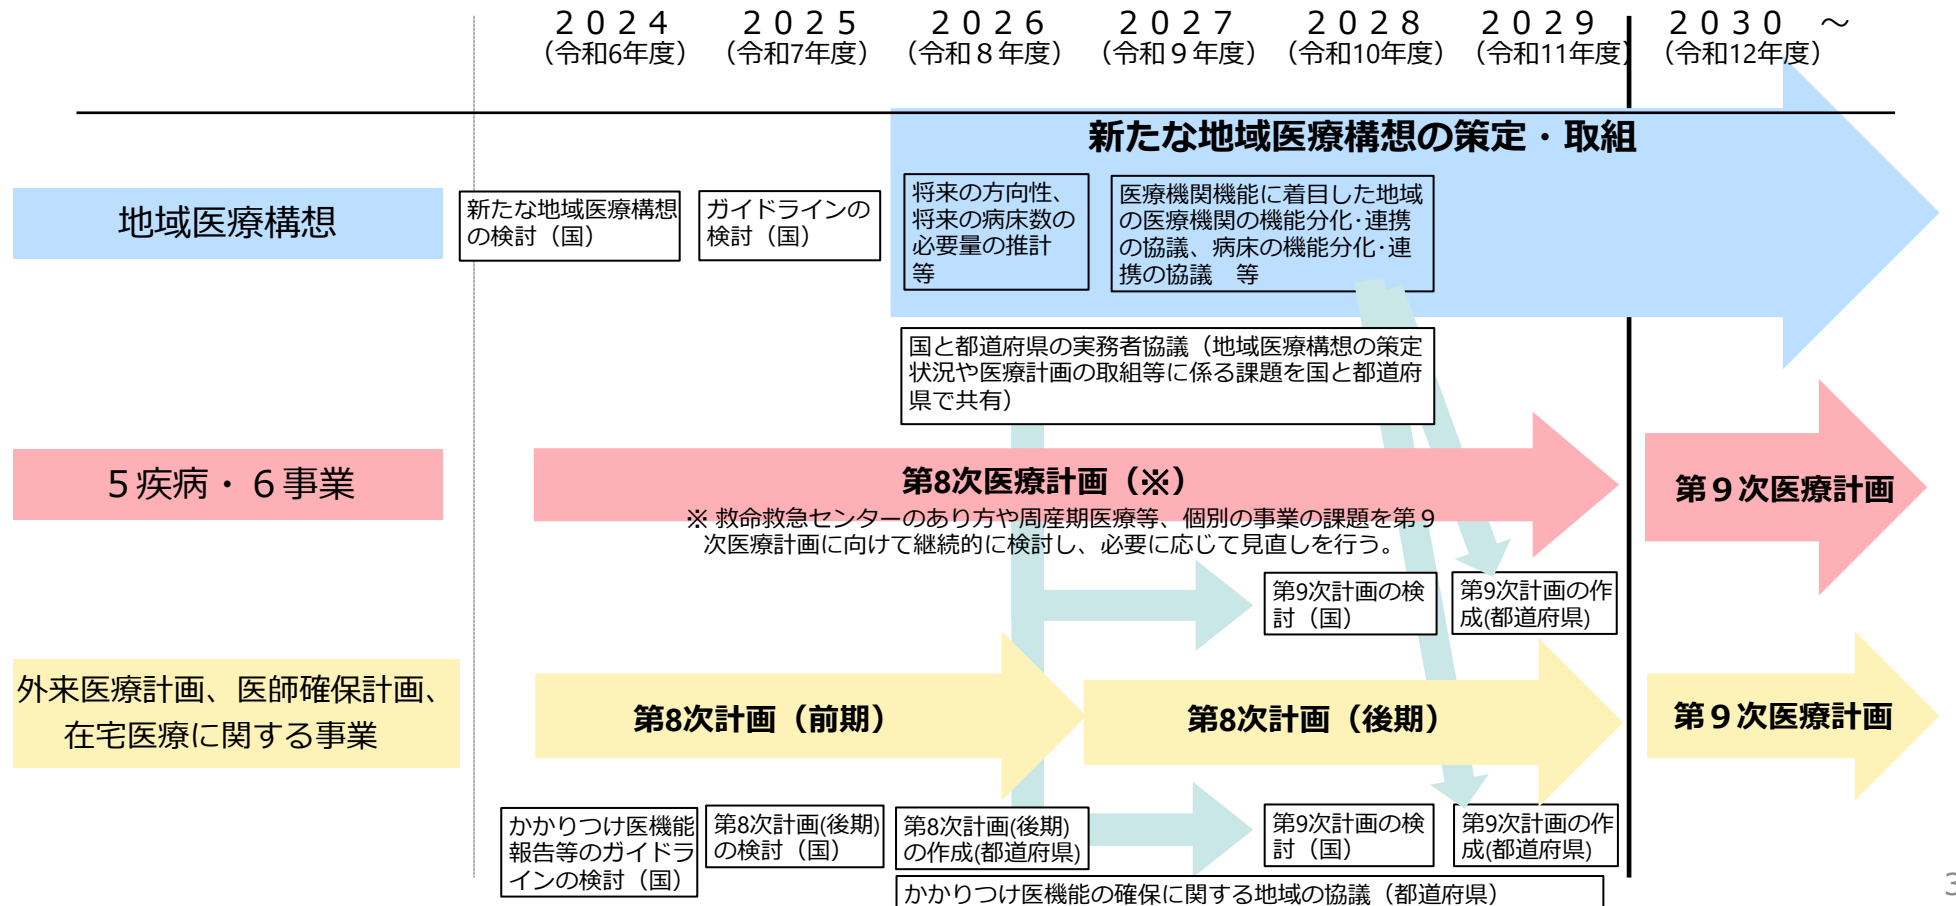 ２０２４
（令和6年度）
２０２５
（令和7年度）
２０２６
（令和８年度）
２０２７
（令和９年度）
２０２８
（令和10年度）
２０２９
（令和11年度）
２０３０　～
（令和12年度）
新たな地域医療構想の策定・取組
地域医療構想
新たな地域医療構想
の検討（国）
ガイドラインの
検討（国）
将来の方向性、
将来の病床数の
必要量の推計
等
医療機関機能に着目した地域
の医療機関の機能分化･連携
の協議、病床の機能分化･連
携の協議　等
国と都道府県の実務者協議（地域医療構想の策定
状況や医療計画の取組等に係る課題を国と都道府
県で共有）
５疾病・６事業
第8次医療計画（※）
※ 救命救急センターのあり方や周産期医療等、個別の事業の課題を第９
次医療計画に向けて継続的に検討し、必要に応じて見直しを行う。
第９次医療計画
第9次計画の検
討（国）
第9次計画の作
成(都道府県)
外来医療計画、医師確保計画、
在宅医療に関する事業
第8次計画（前期）
第8次計画（後期）
第９次医療計画
かかりつけ医機能
報告等のガイドラ
インの検討（国）
第8次計画(後期)
の検討（国）
第8次計画(後期)
の作成(都道府県)
第9次計画の検
討（国）
第9次計画の作
成(都道府県)
かかりつけ医機能の確保に関する地域の協議（都道府県）
3